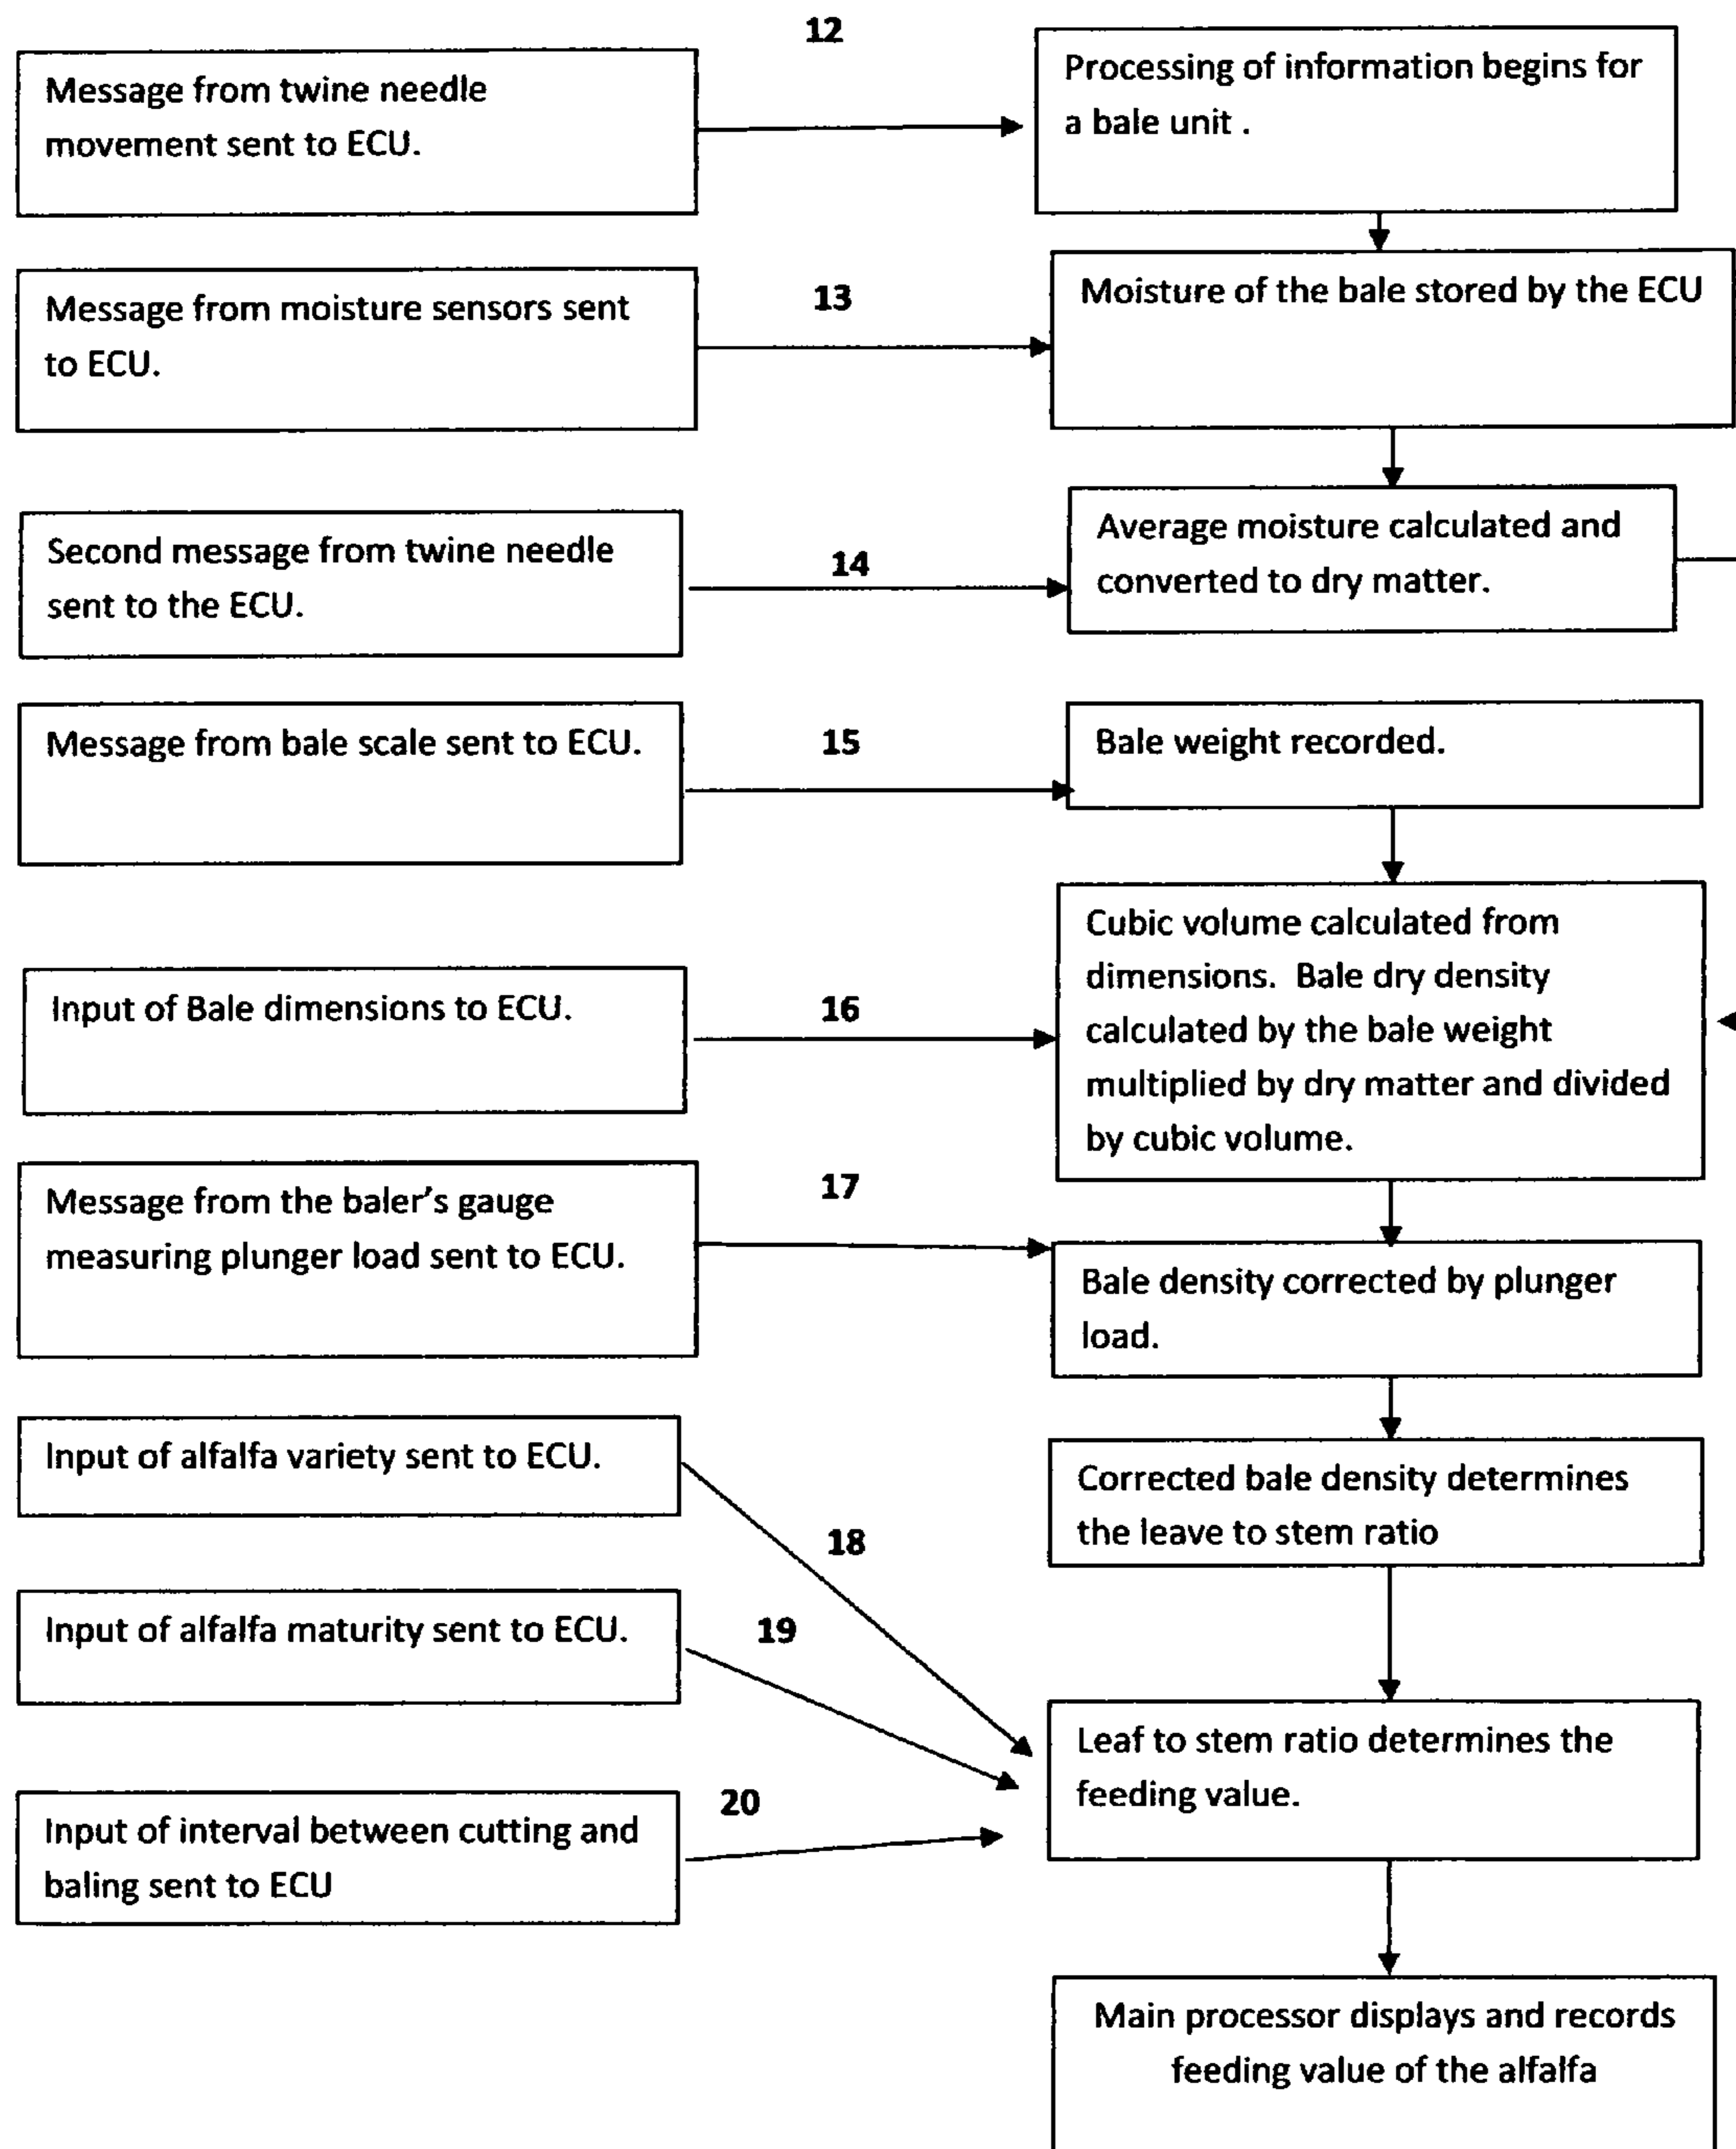 12
Message from twine needle
movement sent to ECU.
Processing of information begins for
a bale unit .
Message from moisture sensors sent
to ECU.
13
Moisture of the bale stored by the ECU
Second message from twine needle
sent to the ECU.
14
Average moisture calculated and
converted to dry matter.
Message from bale scale sent to ECU.
15
Bale weight recorded.
Input of Bale dimensions to ECU.
16
Cubic volume calculated from
dimensions. Bale dry density
calculated by the bale weight
multiplied by dry matter and divided
by cubic volume.
Message from the baler's gauge
measuring plunger load sent to ECU.
17
Bale density corrected by plunger
load.
Input of alfalfa variety sent to ECU.
18
Corrected bale density determines
the leave to stem ratio
Input of alfalfa maturity sent to ECU.
19
Leaf to stem ratio determines the
feeding value.
Input of interval between cutting and
baling sent to ECU
20
Main processor displays and records
feeding value of the alfalfa